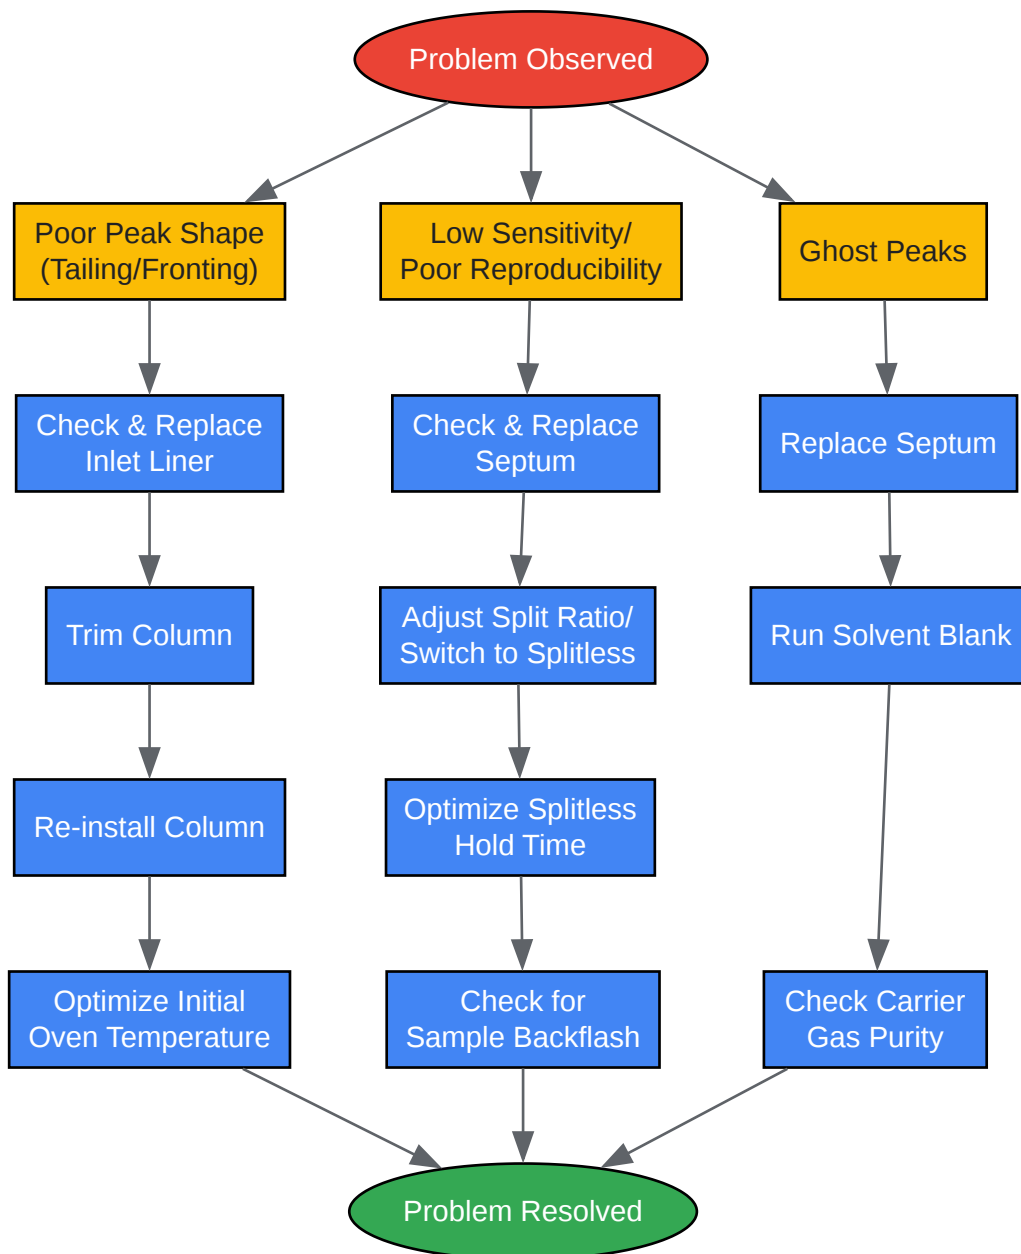 Problem Observed
Poor Peak Shape
(Tailing/Fronting)
Low Sensitivity/
Poor Reproducibility
Ghost Peaks
Check & Replace
Inlet Liner
Check & Replace
Septum
Replace Septum
Trim Column
Adjust Split Ratio/
Switch to Splitless
Run Solvent Blank
Re-install Column
Optimize Splitless
Hold Time
Optimize Initial
Oven Temperature
Check for
Sample Backflash
Check Carrier
Gas Purity
Problem Resolved